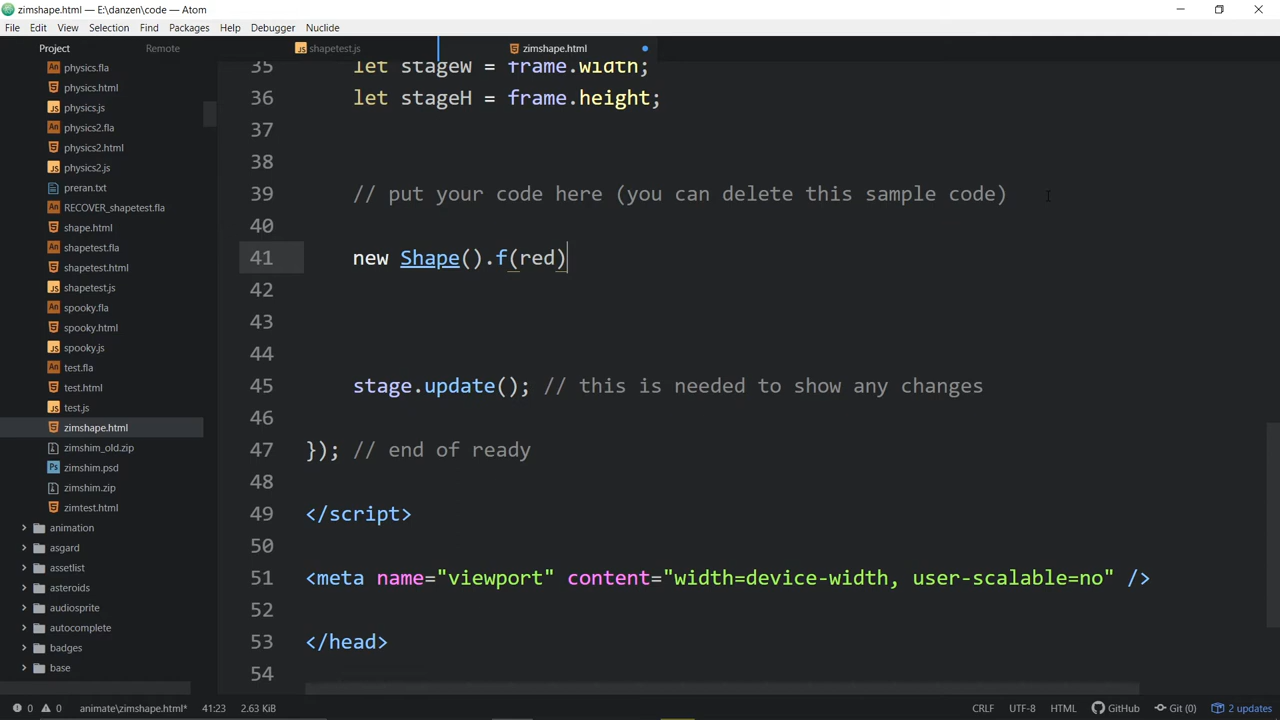 zimshape.html — E:\danzen\code — Atom
File Edit View Selection Find Packages Help Debugger Nuclide
Project Remote
shapetest.js
zimshape.html
physics.fla
physics.html
physics.js
physics2.fla
physics2.html
physics2.js
preran.txt
RECOVER_shapetest.fla
shape.html
shapetest.fla
shapetest.html
shapetest.js
spooky.fla
spooky.html
spooky.js
test.fla
test.html
test.js
zimshape.html
zimshim_old.zip
zimshim.psd
zimshim.zip
zimtest.html
animation
asgard
assetlist
asteroids
audiosprite
autocomplete
badges
base
35 let stageW = frame.width;
36 let stageH = frame.height;
37
38
39 // put your code here (you can delete this sample code)
40
41 new Shape().f(red)
42
43
44
45 stage.update(); // this is needed to show any changes
46
47 }); // end of ready
48
49 </script>
50
51 <meta name="viewport" content="width=device-width, user-scalable=no" />
52
53 </head>
54
0 0 animate\zimshape.html* 41:23 2.63 KiB CRLF UTF-8 HTML GitHub Git (0) 2 updates